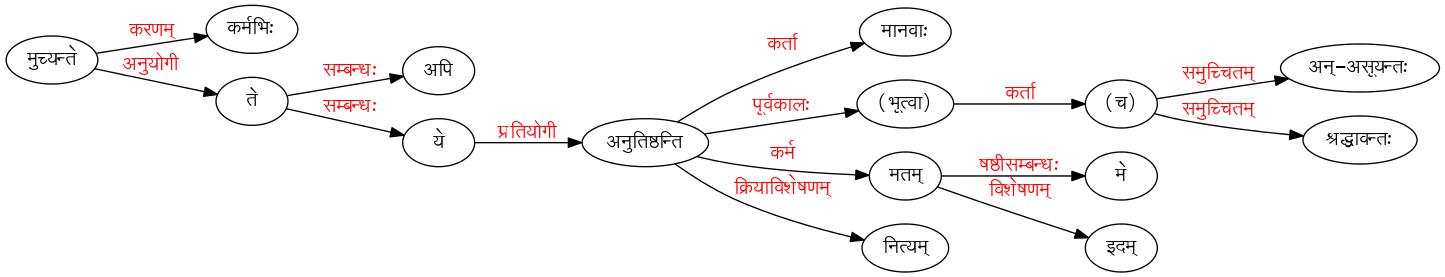 मुच्यन्ते
करणम्
कर्मभिः
अनुयोगी
ते
सम्बन्धः
अपि
सम्बन्धः
ये
प्रतियोगी
अनुतिष्ठन्ति
कर्ता
मानवाः
पूर्वकालः
(भूत्वा)
कर्ता
(च)
समुच्चितम्
अन्-असूयन्तः
समुच्चितम्
श्रद्धावन्तः
कर्म
मतम्
षष्ठीसम्बन्धः
मे
विशेषणम्
इदम्
क्रियाविशेषणम्
नित्यम्